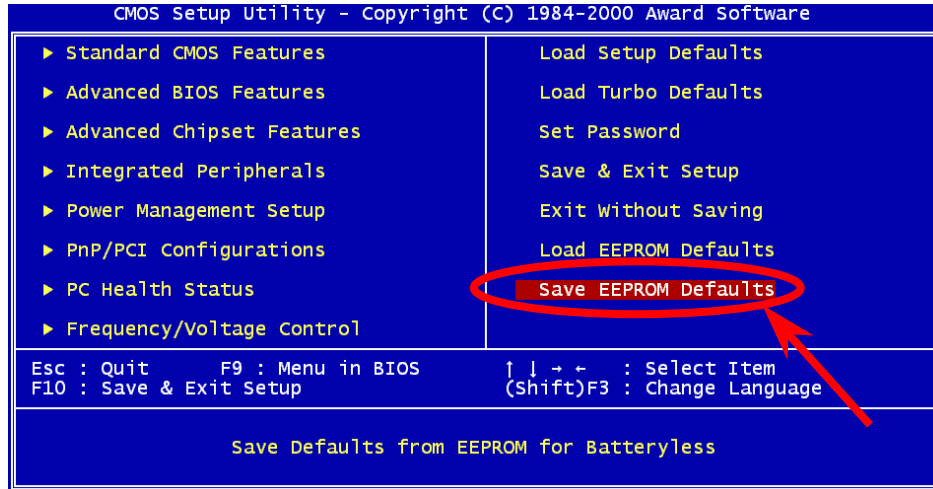 CMOS Setup Utility – Copyright (C) 1984–2000 Award Software
▶ Standard CMOS Features
▶ Advanced BIOS Features
▶ Advanced Chipset Features
▶ Integrated Peripherals
▶ Power Management Setup
▶ PnP/PCI Configurations
▶ PC Health Status
▶ Frequency/Voltage Control
Load Setup Defaults
Load Turbo Defaults
Set Password
Save & Exit Setup
Exit Without Saving
Load EEPROM Defaults
Save EEPROM Defaults
Esc : Quit F9 : Menu in BIOS ↑ ↓ → ← : Select Item
F10 : Save & Exit Setup (Shift)F3 : Change Language
Save Defaults from EEPROM for Batteryless